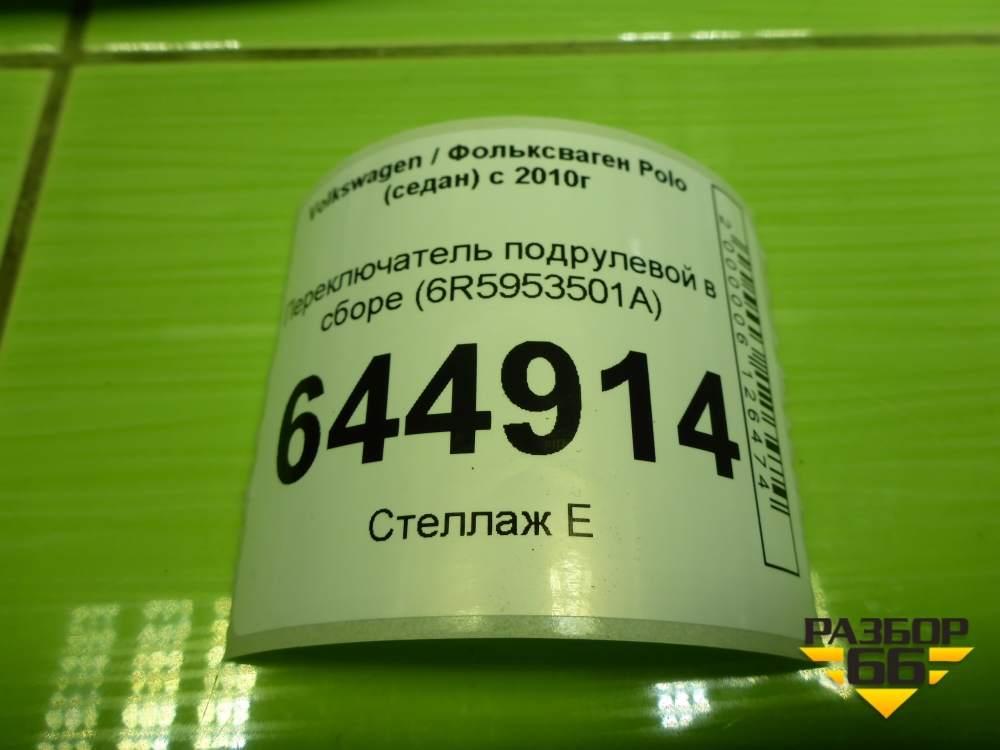 Volkswagen / Фольксваген Polo
(седан) с 2010г
Переключатель подрулевой в
сборе (6R5953501A)
644914
Стеллаж Е
2000006126474
РАЗБОР
66